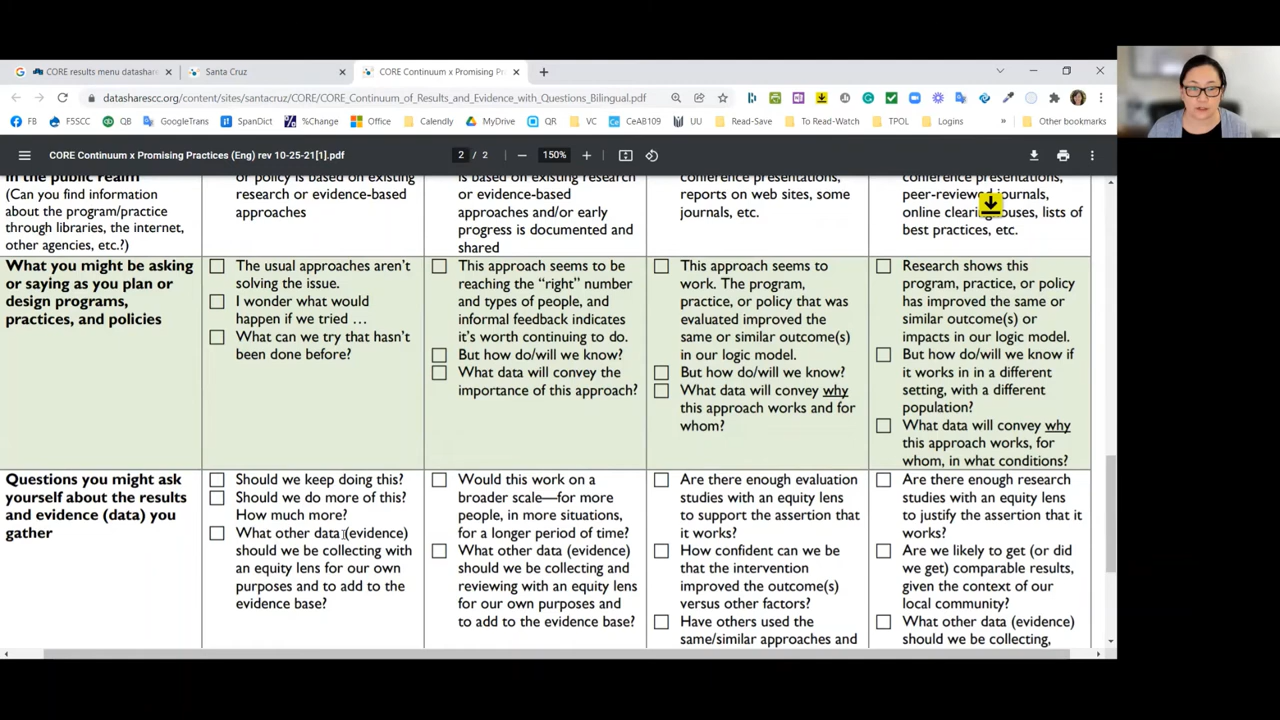 CORE results menu datashar
Santa Cruz
CORE Continuum x Promising P
datasharescc.org/content/sites/santacruz/CORE/CORE_Continuum_of_Results_and_Evidence_with_Questions_Bilingual.pdf
FB
F5SCC
QB
GoogleTrans
SpanDict
%Change
Office
Calendly
MyDrive
QR
VC
CeAB109
UU
Read-Save
To Read-Watch
TPOL
Logins
Other bookmarks
CORE Continuum x Promising Practices (Eng) rev 10-25-21[1].pdf
2 / 2
150%
in the public realm
(Can you find information
about the program/practice
through libraries, the internet,
other agencies, etc.?)
or policy is based on existing
research or evidence-based
approaches
is based on existing research
or evidence-based
approaches and/or early
progress is documented and
shared
conference presentations,
reports on web sites, some
journals, etc.
conference presentations,
peer-reviewed journals,
online clearinghouses, lists of
best practices, etc.
What you might be asking
or saying as you plan or
design programs,
practices, and policies
The usual approaches aren't
solving the issue.
I wonder what would
happen if we tried …
What can we try that hasn't
been done before?
This approach seems to be
reaching the “right” number
and types of people, and
informal feedback indicates
it's worth continuing to do.
But how do/will we know?
What data will convey the
importance of this approach?
This approach seems to
work. The program,
practice, or policy that was
evaluated improved the
same or similar outcome(s)
in our logic model.
But how do/will we know?
What data will convey why
this approach works and for
whom?
Research shows this
program, practice, or policy
has improved the same or
similar outcome(s) or
impacts in our logic model.
But how do/will we know if
it works in in a different
setting, with a different
population?
What data will convey why
this approach works, for
whom, in what conditions?
Questions you might ask
yourself about the results
and evidence (data) you
gather
Should we keep doing this?
Should we do more of this?
How much more?
What other data (evidence)
should we be collecting with
an equity lens for our own
purposes and to add to the
evidence base?
Would this work on a
broader scale—for more
people, in more situations,
for a longer period of time?
What other data (evidence)
should we be collecting and
reviewing with an equity lens
for our own purposes and
to add to the evidence base?
Are there enough evaluation
studies with an equity lens
to support the assertion that
it works?
How confident can we be
that the intervention
improved the outcome(s)
versus other factors?
Have others used the
same/similar approaches and
Are there enough research
studies with an equity lens
to justify the assertion that it
works?
Are we likely to get (or did
we get) comparable results,
given the context of our
local community?
What other data (evidence)
should we be collecting,